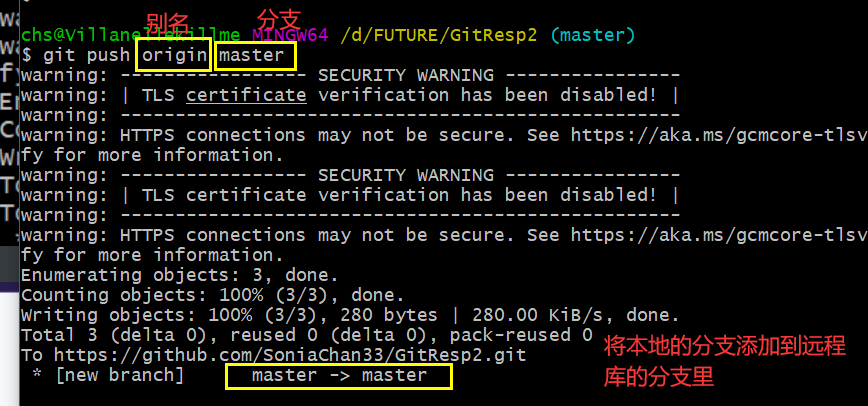 别名
分支
chs@Villanellekillme MINGW64 /d/FUTURE/GitResp2 (master)
$ git push origin master
warning: ----------------- SECURITY WARNING ----------------
warning: | TLS certificate verification has been disabled! |
warning: ---------------------------------------------------
warning: HTTPS connections may not be secure. See https://aka.ms/gcmcore-tlsv
fy for more information.
warning: ----------------- SECURITY WARNING ----------------
warning: | TLS certificate verification has been disabled! |
warning: ---------------------------------------------------
warning: HTTPS connections may not be secure. See https://aka.ms/gcmcore-tlsv
fy for more information.
Enumerating objects: 3, done.
Counting objects: 100% (3/3), done.
Writing objects: 100% (3/3), 280 bytes | 280.00 KiB/s, done.
Total 3 (delta 0), reused 0 (delta 0), pack-reused 0
To https://github.com/SoniaChan33/GitResp2.git
* [new branch] master -> master
将本地的分支添加到远程
库的分支里